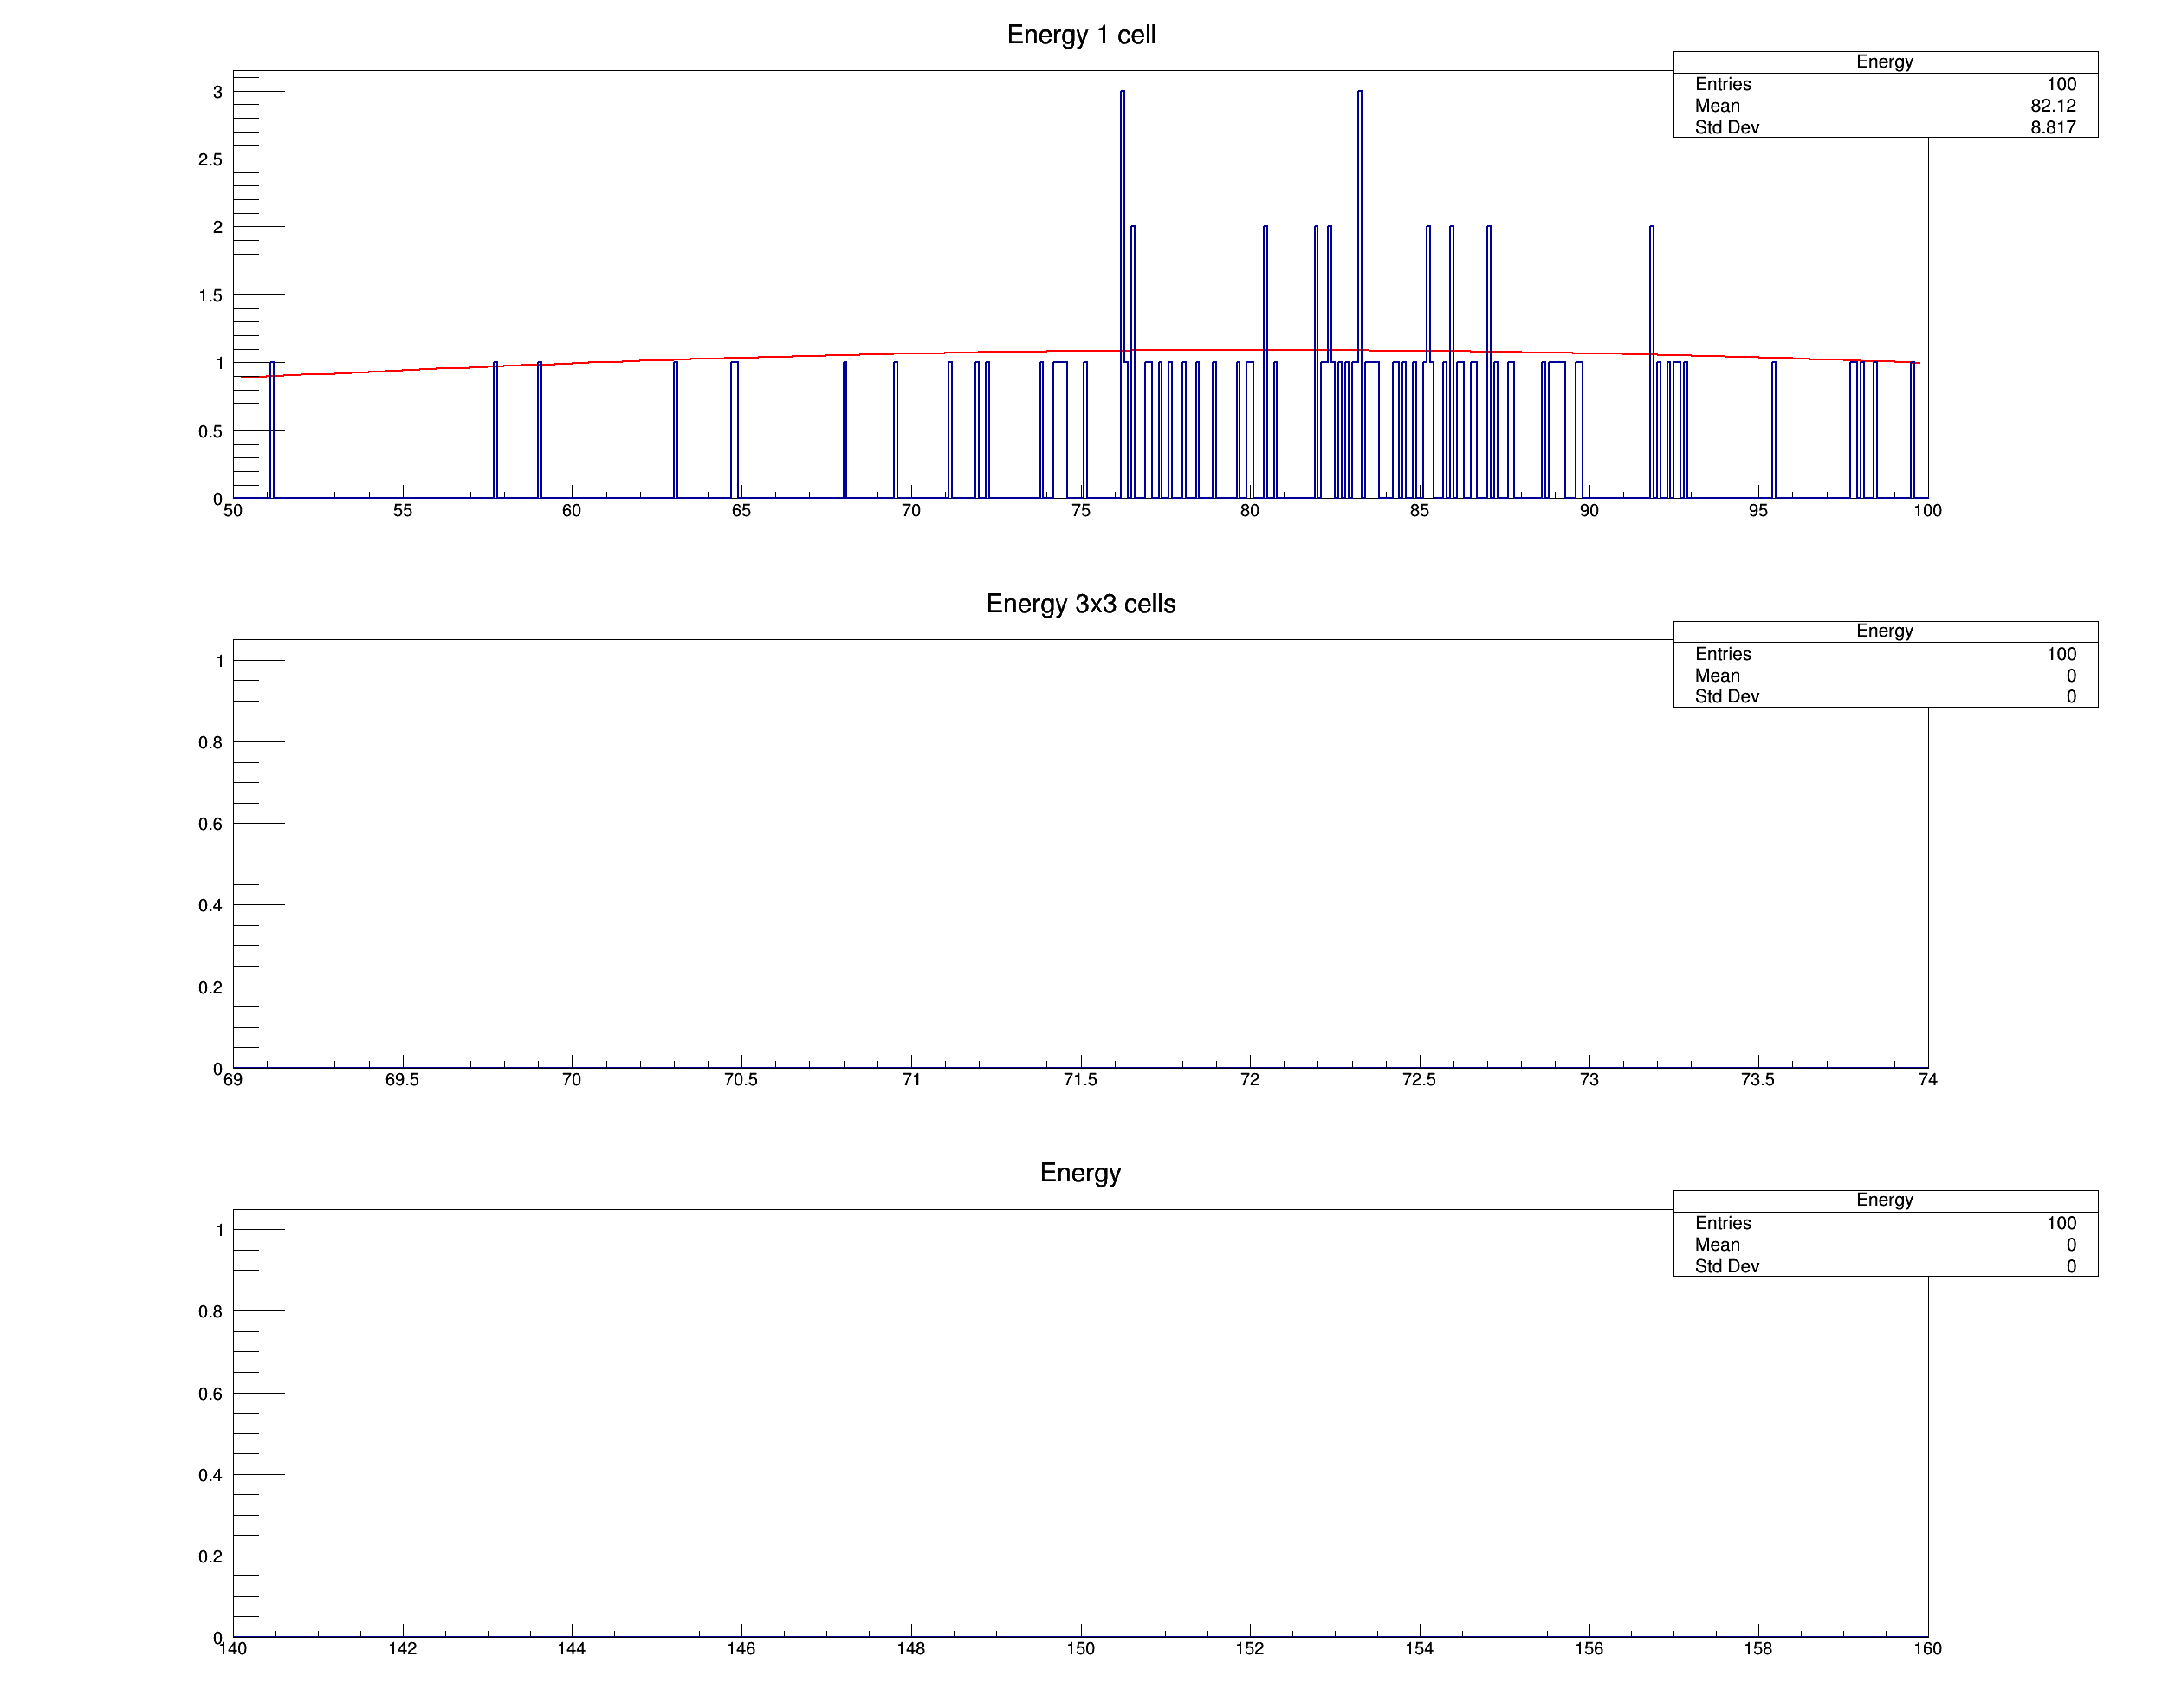 Energy 1 cell
Energy
Entries 100
Mean 82.12
Std Dev 8.817
3
2.5
2
1.5
1
0.5
0
50 55 60 65 70 75 80 85 90 95 100
Energy 3x3 cells
Energy
Entries 100
Mean 0
Std Dev 0
1
0.8
0.6
0.4
0.2
0
69 69.5 70 70.5 71 71.5 72 72.5 73 73.5 74
Energy
Energy
Entries 100
Mean 0
Std Dev 0
1
0.8
0.6
0.4
0.2
0
140 142 144 146 148 150 152 154 156 158 160